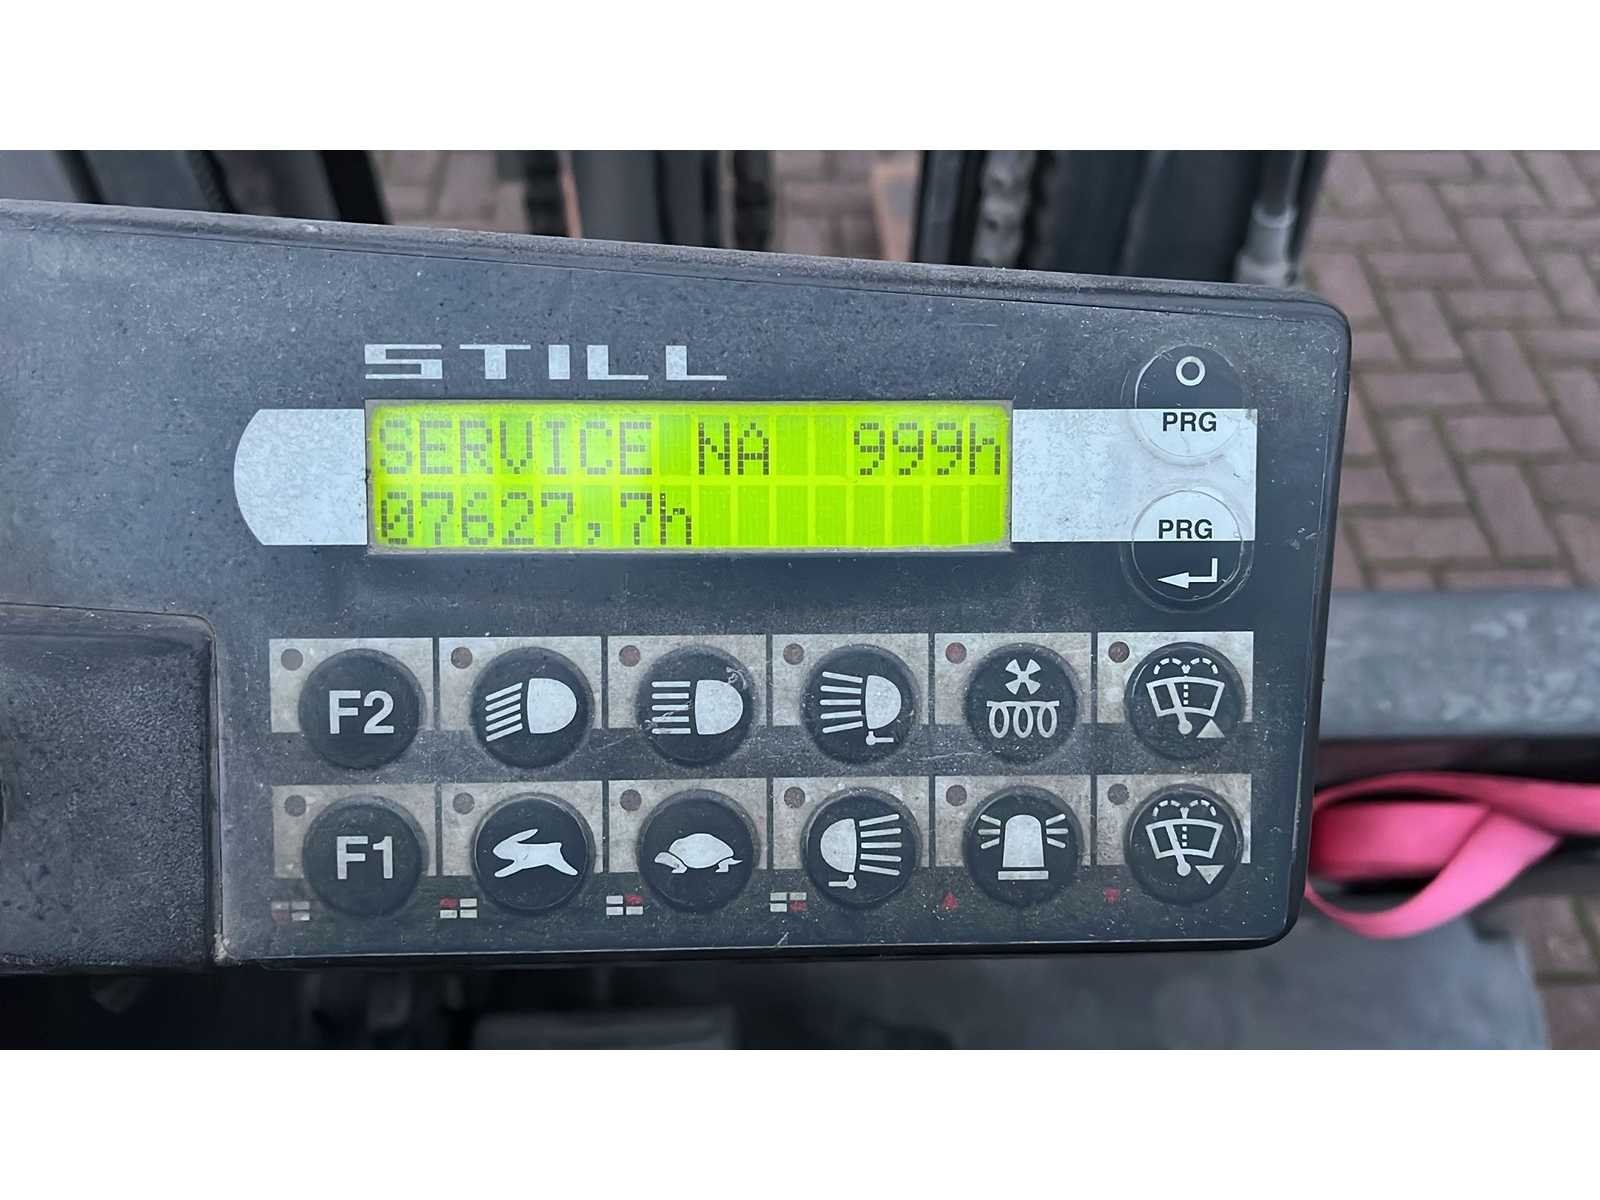 STILL
SERVICE NA 999h
07627,7h
PRG
PRG
F2
F1